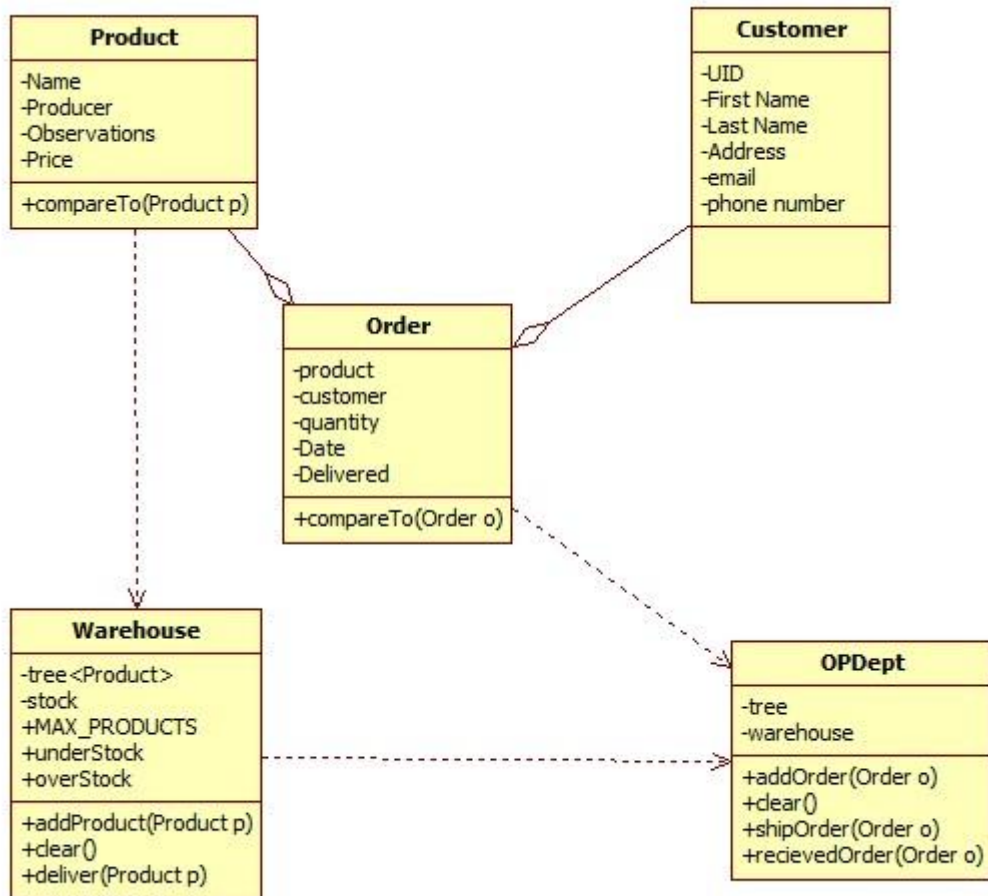 Product
-Name
-Producer
-Observations
-Price
+compareTo(Product p)
Customer
-UID
-First Name
-Last Name
-Address
-email
-phone number
Order
-product
-customer
-quantity
-Date
-Delivered
+compareTo(Order o)
Warehouse
-tree<Product>
-stock
+MAX_PRODUCTS
+underStock
+overStock
+addProduct(Product p)
+clear()
+deliver(Product p)
OPDept
-tree
-warehouse
+addOrder(Order o)
+clear()
+shipOrder(Order o)
+recievedOrder(Order o)